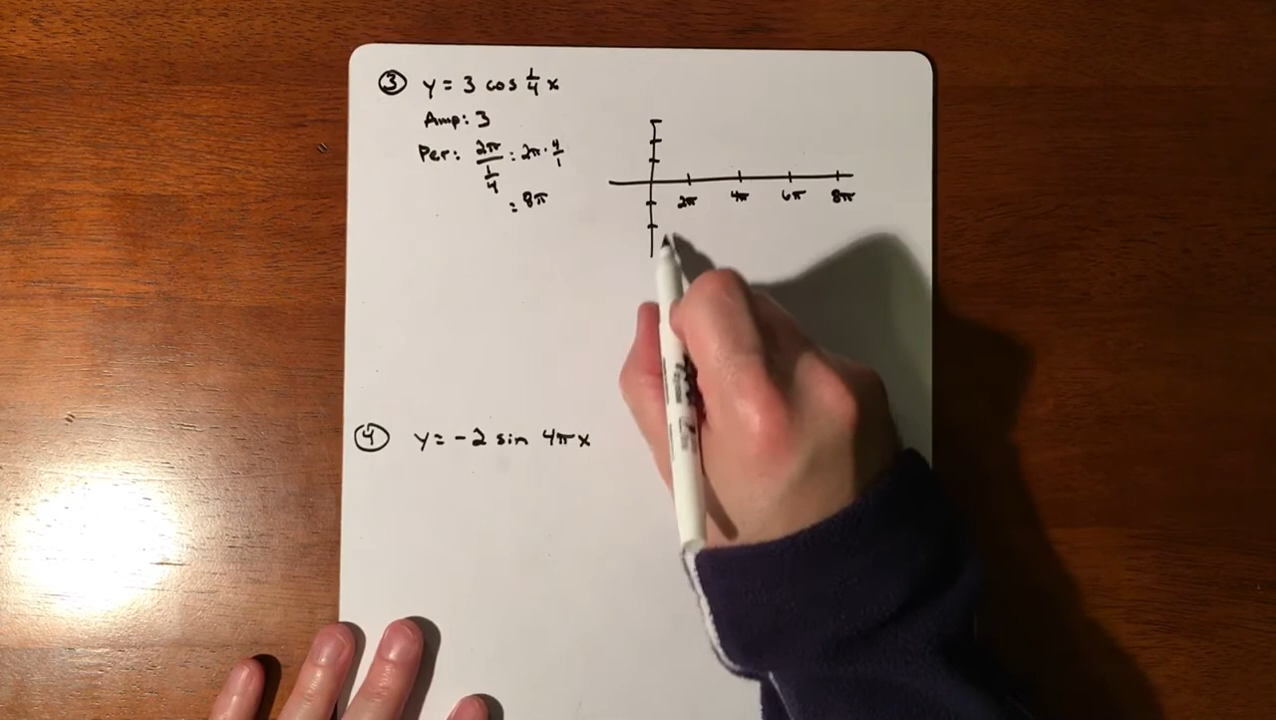 ③ y = 3 cos 1/4 x
Amp: 3
Per: 2π/(1/4) = 2π · 4/1
= 8π
2π 4π 6π 8π
④ y = -2 sin 4πx